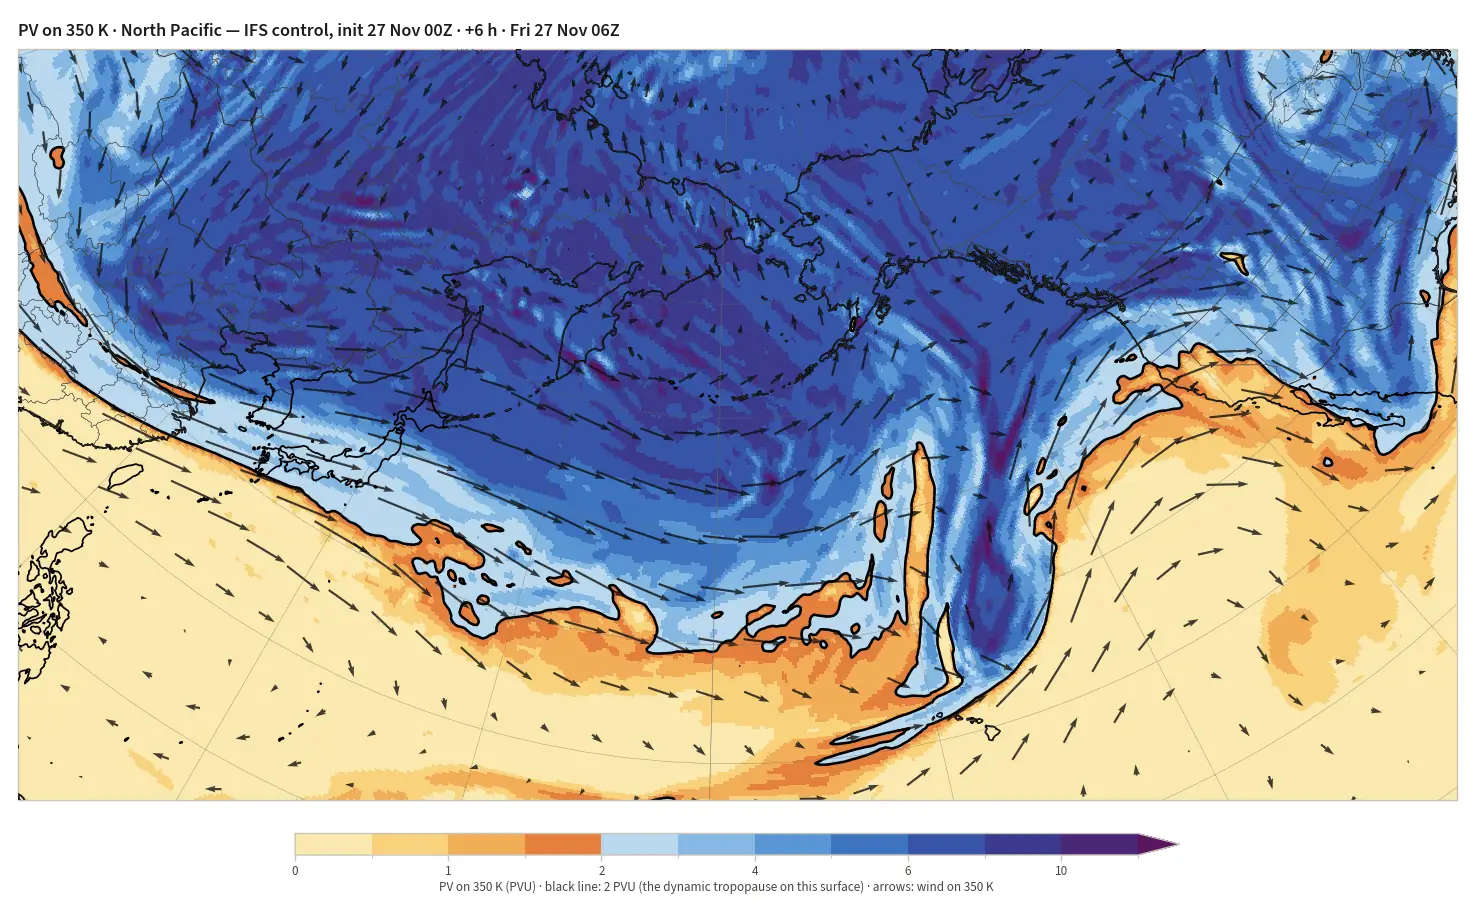 PV on 350 K · North Pacific — IFS control, init 27 Nov 00Z · +6 h · Fri 27 Nov 06Z
0 1 2 4 6 10
PV on 350 K (PVU) · black line: 2 PVU (the dynamic tropopause on this surface) · arrows: wind on 350 K